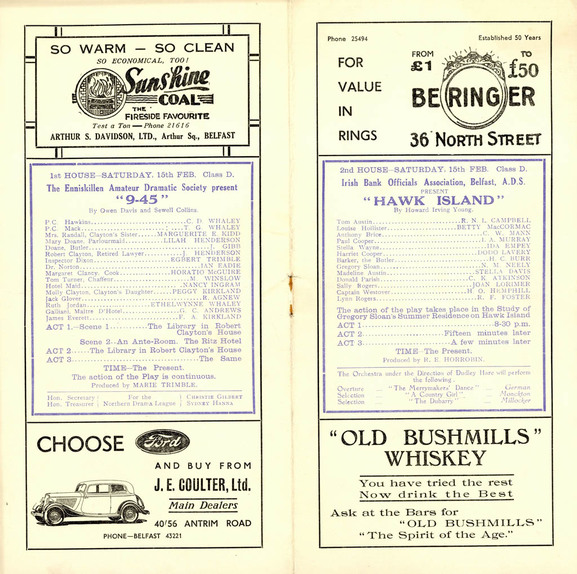 SO WARM — SO CLEAN
SO ECONOMICAL, TOO!
Sunshine
COAL
THE
FIRESIDE FAVOURITE
Test a Ton — Phone 21616
ARTHUR S. DAVIDSON, LTD., Arthur Sq., BELFAST
1ST HOUSE—SATURDAY, 15th FEB. Class D.
The Enniskillen Amateur Dramatic Society present
"9-45"
By Owen Davis and Sewell Collins.
P.C. Hawkins C. D. WHALEY
P.C. Mack T. G. WHALEY
Mrs. Randall, Clayton's Sister MARGUERITE E. KIDD
Mary Doane, Parlourmaid LILAH HENDERSON
Doane, Butler J. GIBB
Robert Clayton, Retired Lawyer J. HENDERSON
Inspector Dixon EGBERT TRIMBLE
Dr. Norton IAN EADIE
Margaret Clancy, Cook HORATIO McGUIRE
Tom Turner, Chauffeur WINSLOW
Hotel Maid NANCY INGRAM
Molly Clayton, Clayton's Daughter PEGGY KIRKLAND
Jack Glover R. AGNEW
Ruth Jordan ETHELWYNNE WHALEY
Galliani, Maitre D'Hotel G. C. ANDREWS
James Everett F. A. KIRKLAND
ACT 1.—Scene 1 The Library in Robert
Clayton's House
Scene 2—An Ante-Room. The Ritz Hotel
ACT 2 The Library in Robert Clayton's House
ACT 3 The Same
TIME—The Present.
The action of the Play is continuous.
Produced by MARIE TRIMBLE.
Hon. Secretary For the CHRISTIE GILBERT
Hon. Treasurer Northern Drama League SYDNEY HANNA
CHOOSE Ford
AND BUY FROM
J. E. COULTER, Ltd.
Main Dealers
40/56 ANTRIM ROAD
PHONE—BELFAST 43221
Phone 25494 Established 50 Years
FOR
VALUE
IN
RINGS
FROM
£1
TO
£50
BERINGER
36 NORTH STREET
2nd HOUSE—SATURDAY, 15th FEB. Class D.
Irish Bank Officials Association, Belfast, A.D.S.
PRESENT
"HAWK ISLAND"
By Howard Irving Young.
Tom Austin R. N. L. CAMPBELL
Louise Hollister BETTY MacCORMAC
Anthony Brice C. W. MANN
Paul Cooper J. A. MURRAY
Stella Wayne IDA EMPEY
Harriet Cooper DODO LAVERY
Barker, the Butler H. C. BURR
Gregory Sloan N. M. NEELY
Madeline Austin STELLA DAVIS
Donald Parish C. K. ATKINSON
Sally Rogers JOAN LORIMER
Captain Westover H. O. HEMPHILL
Lynn Rogers B. F. FOSTER
The action of the play takes place in the Study of
Gregory Sloan's Summer Residence on Hawk Island
ACT 1 8-30 p.m.
ACT 2 Fifteen minutes later
ACT 3 A few minutes later
TIME—The Present.
Produced by R. E. HORROBIN.
The Orchestra under the Direction of Dudley Hare will perform
the following.
Overture "The Merrymakers' Dance" German
Selection "A Country Girl" Monckton
Selection "The Dubarry" Millocker
"OLD BUSHMILLS"
WHISKEY
You have tried the rest
Now drink the Best
Ask at the Bars for
"OLD BUSHMILLS"
"The Spirit of the Age."